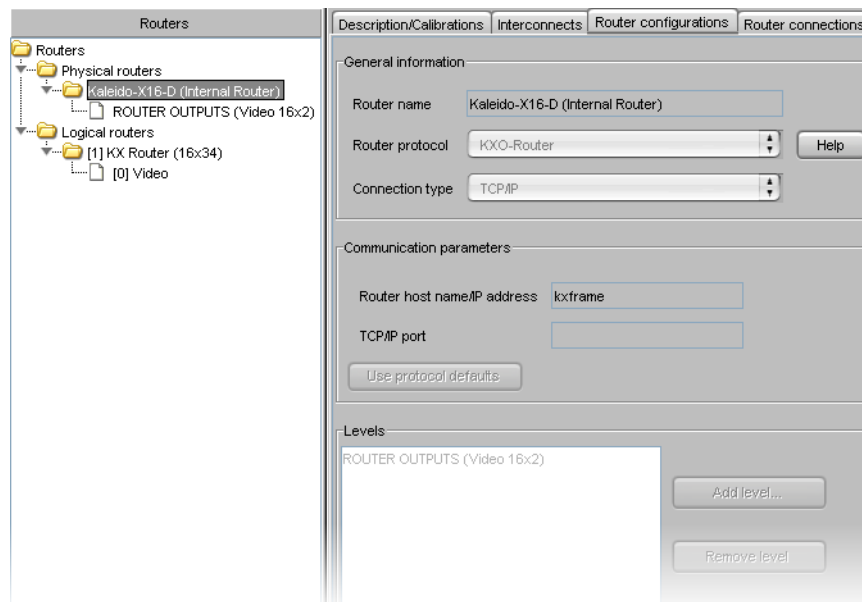 Routers
Routers
Physical routers
Kaleido-X16-D (Internal Router)
ROUTER OUTPUTS (Video 16x2)
Logical routers
[1] KX Router (16x34)
[0] Video
Description/Calibrations
Interconnects
Router configurations
Router connections
General information
Router name
Kaleido-X16-D (Internal Router)
Router protocol
KXO-Router
Help
Connection type
TCP/IP
Communication parameters
Router host name/IP address
kxframe
TCP/IP port
Use protocol defaults
Levels
ROUTER OUTPUTS (Video 16x2)
Add level...
Remove level